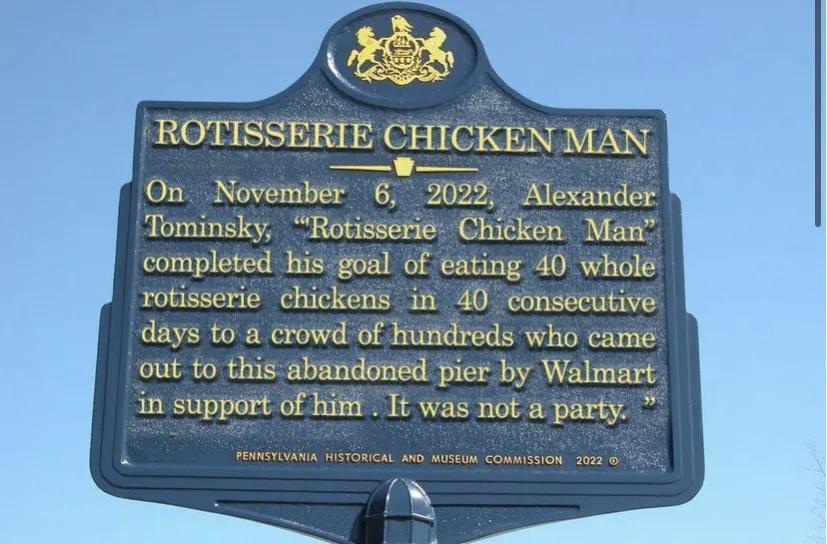 ROTISSERIE CHICKEN MAN
On November 6, 2022, Alexander
Tominsky, “‘Rotisserie Chicken Man”
completed his goal of eating 40 whole
rotisserie chickens in 40 consecutive
days to a crowd of hundreds who came
out to this abandoned pier by Walmart
in support of him . It was not a party. ”
PENNSYLVANIA HISTORICAL AND MUSEUM COMMISSION 2022 ©